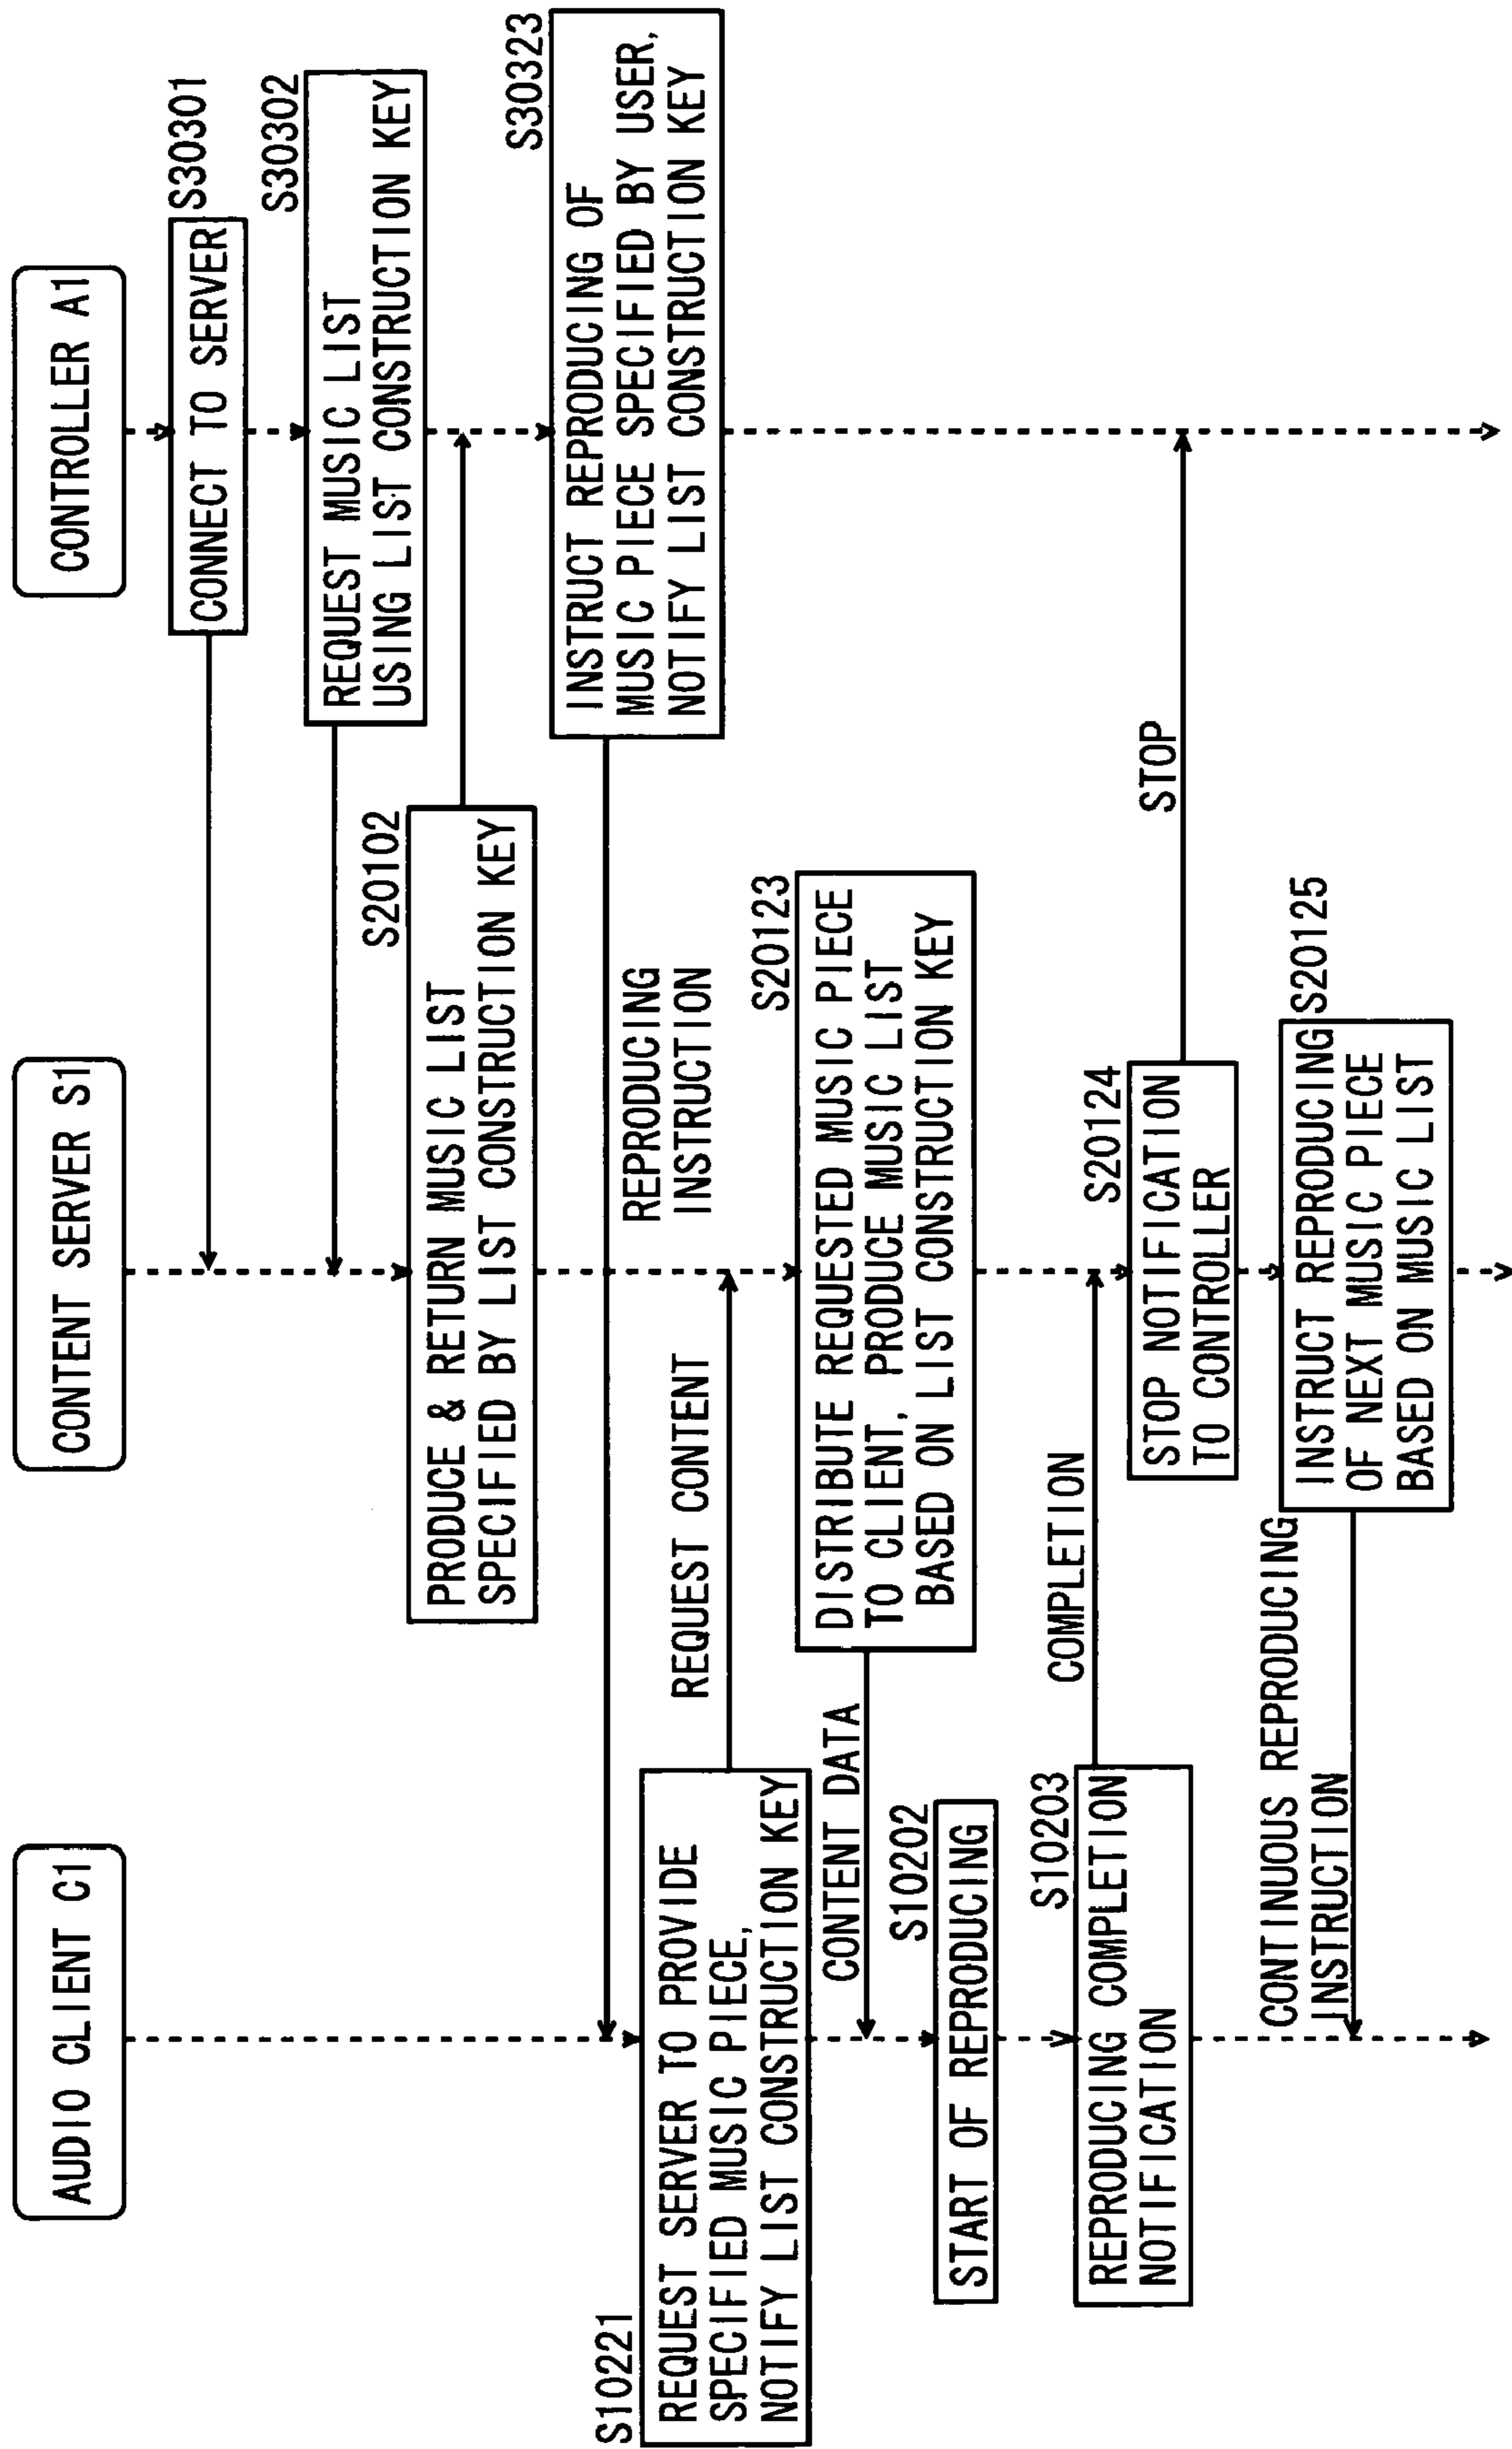 AUDIO CLIENT C1
CONTENT SERVER S1
CONTROLLER A1
S30301
CONNECT TO SERVER
S30302
REQUEST MUSIC LIST
USING LIST CONSTRUCTION KEY
S20102
PRODUCE & RETURN MUSIC LIST
SPECIFIED BY LIST CONSTRUCTION KEY
S30323
INSTRUCT REPRODUCING OF
MUSIC PIECE SPECIFIED BY USER,
NOTIFY LIST CONSTRUCTION KEY
REPRODUCING
INSTRUCTION
S10221
REQUEST SERVER TO PROVIDE
SPECIFIED MUSIC PIECE,
NOTIFY LIST CONSTRUCTION KEY
REQUEST CONTENT
S20123
DISTRIBUTE REQUESTED MUSIC PIECE
TO CLIENT, PRODUCE MUSIC LIST
BASED ON LIST CONSTRUCTION KEY
CONTENT DATA
S10202
START OF REPRODUCING
S10203
REPRODUCING COMPLETION
NOTIFICATION
COMPLETION
S20124
STOP NOTIFICATION
TO CONTROLLER
STOP
S20125
INSTRUCT REPRODUCING
OF NEXT MUSIC PIECE
BASED ON MUSIC LIST
CONTINUOUS REPRODUCING
INSTRUCTION